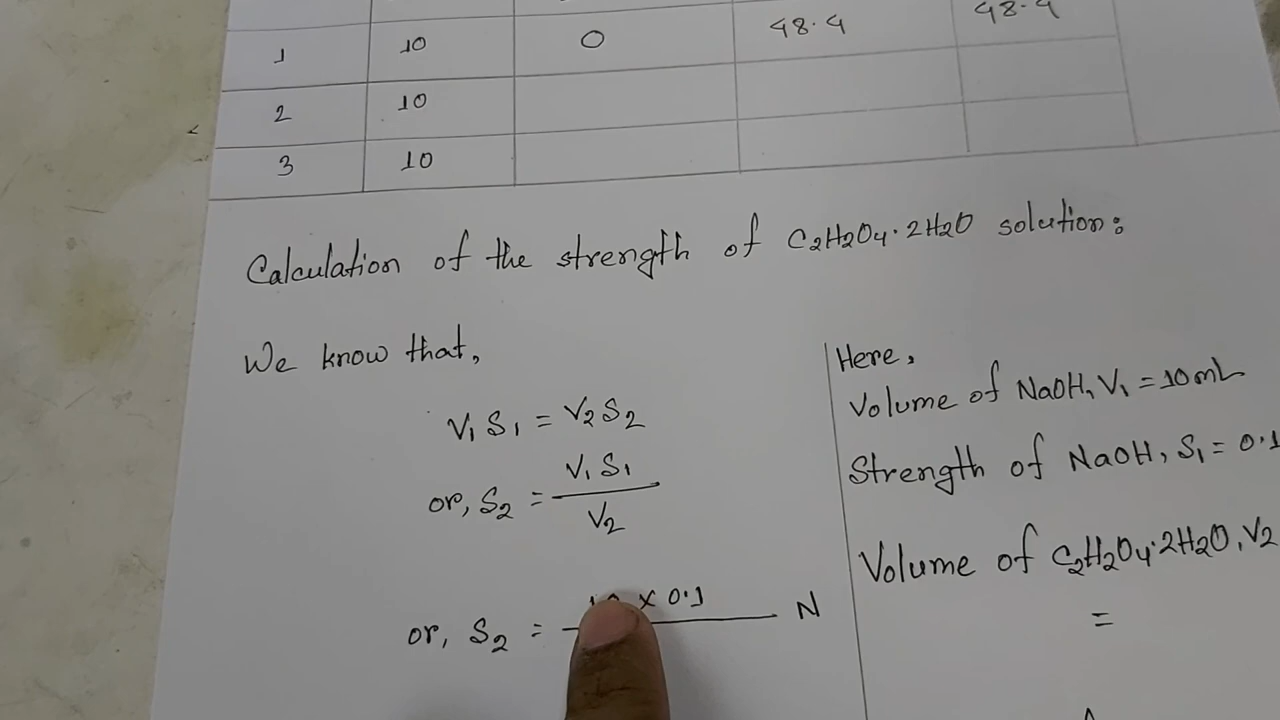 1 10 0 48.4 48.4
2 10
3 10
Calculation of the strength of C2H2O4·2H2O solution:
We know that,
V1 S1 = V2 S2
or, S2 = V1 S1 / V2
or, S2 = 10 × 0.1 N
Here,
Volume of NaOH, V1 = 10 mL
Strength of NaOH, S1 = 0.1
Volume of C2H2O4·2H2O, V2
=